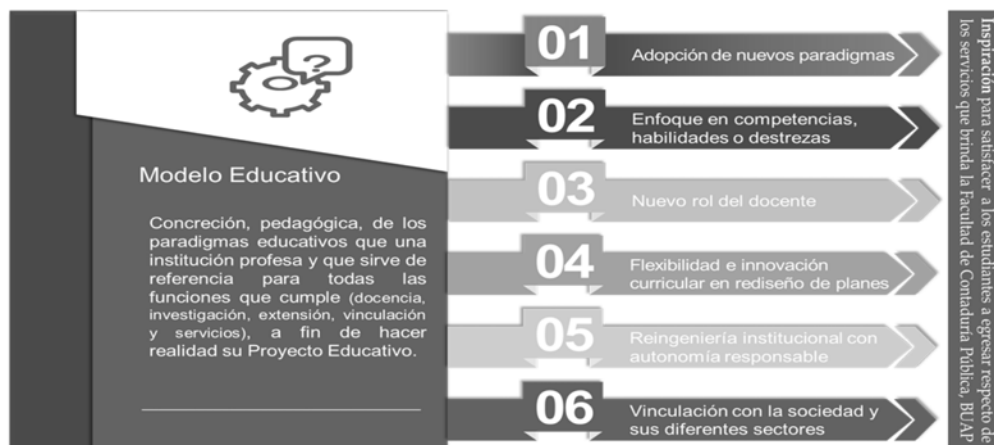 ?
Modelo Educativo
Concreción, pedagógica, de los
paradigmas educativos que una
institución profesa y que sirve de
referencia para todas las
funciones que cumple (docencia,
investigación, extensión, vinculación
y servicios), a fin de hacer
realidad su Proyecto Educativo.
01
Adopción de nuevos paradigmas
02
Enfoque en competencias,
habilidades o destrezas
03
Nuevo rol del docente
04
Flexibilidad e innovación
curricular en rediseño de planes
05
Reingeniería institucional con
autonomía responsable
06
Vinculación con la sociedad y
sus diferentes sectores
Inspiración para satisfacer a los estudiantes a egresar respecto de
los servicios que brinda la Facultad de Contaduría Pública, BUAP